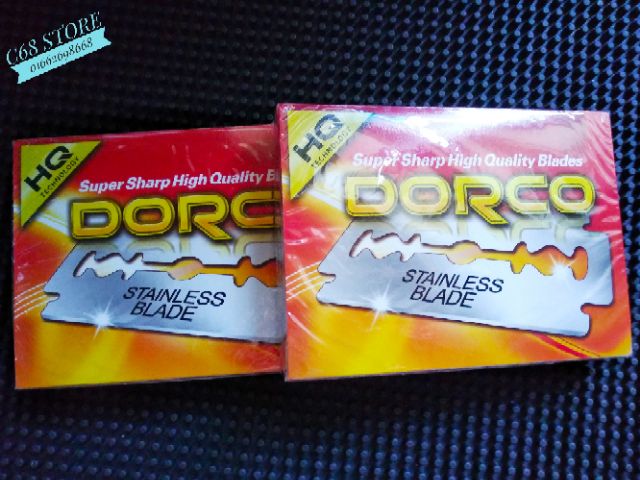 C68 STORE
01662698668
HQ
TECHNOLOGY
Super Sharp High Quality Bl
DORCO
STAINLESS
BLADE
HQ
TECHNOLOGY
Super Sharp High Quality Blades
DORCO
STAINLESS
BLADE